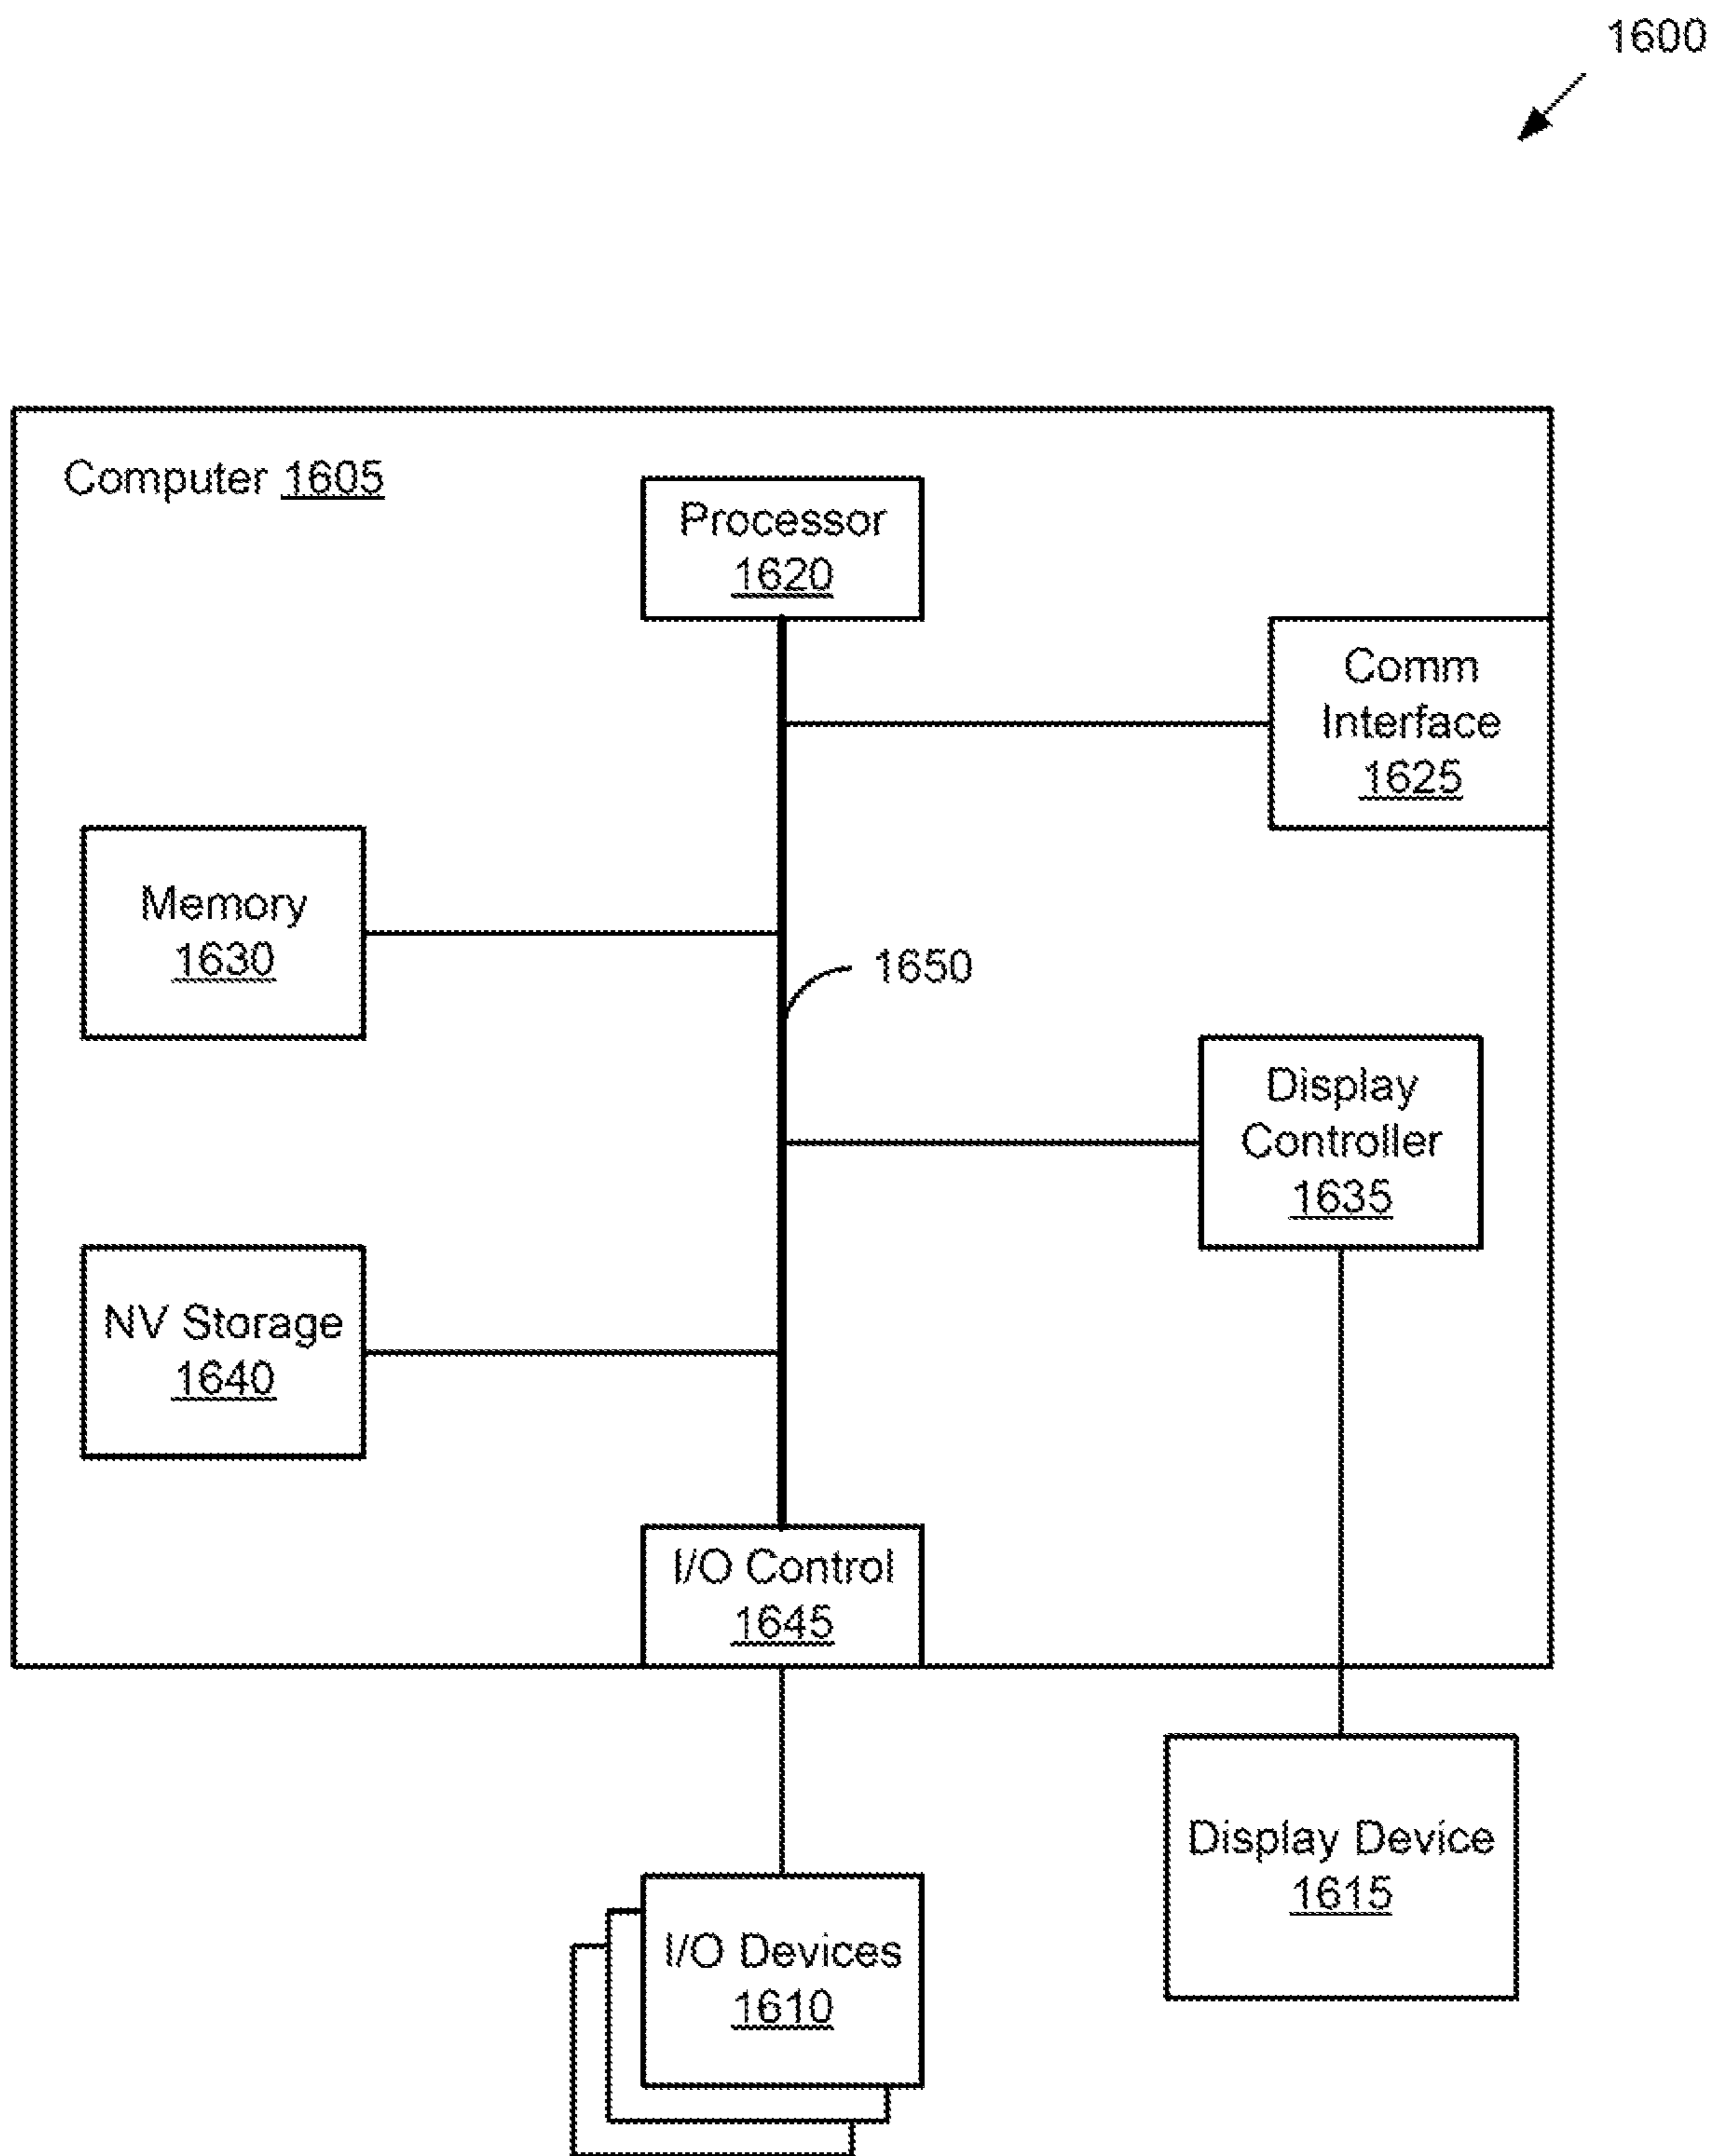 1600
Computer 1605
Processor
1620
Comm
Interface
1625
Memory
1630
1650
Display
Controller
1635
NV Storage
1640
I/O Control
1645
Display Device
1615
I/O Devices
1610